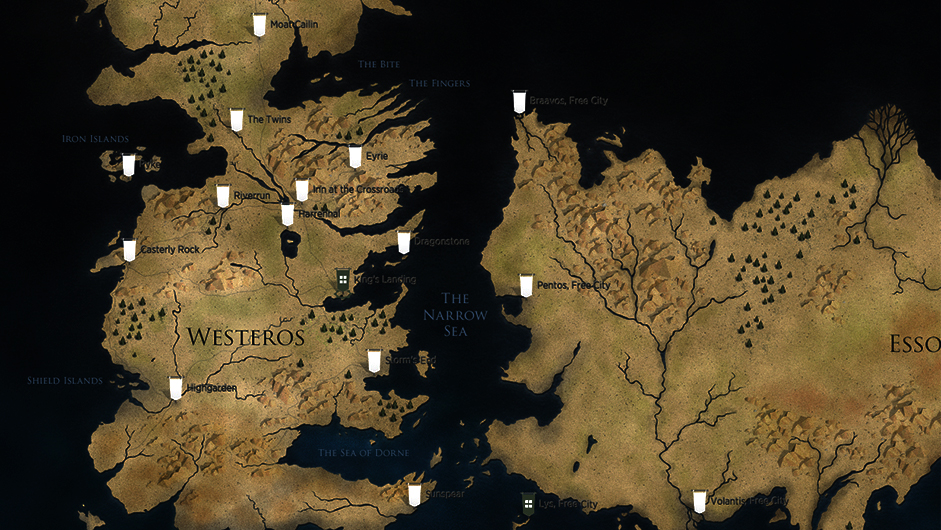 Moat Cailin
THE BITE
THE FINGERS
Braavos, Free City
The Twins
IRON ISLANDS
Pyke
Eyrie
Riverrun
Inn at the Crossroads
Harrenhal
Casterly Rock
Dragonstone
King's Landing
Pentos, Free City
THE
NARROW
SEA
WESTEROS
ESSO
Storm's End
SHIELD ISLANDS
Highgarden
THE SEA OF DORNE
Sunspear
Lys, Free City
Volantis, Free City